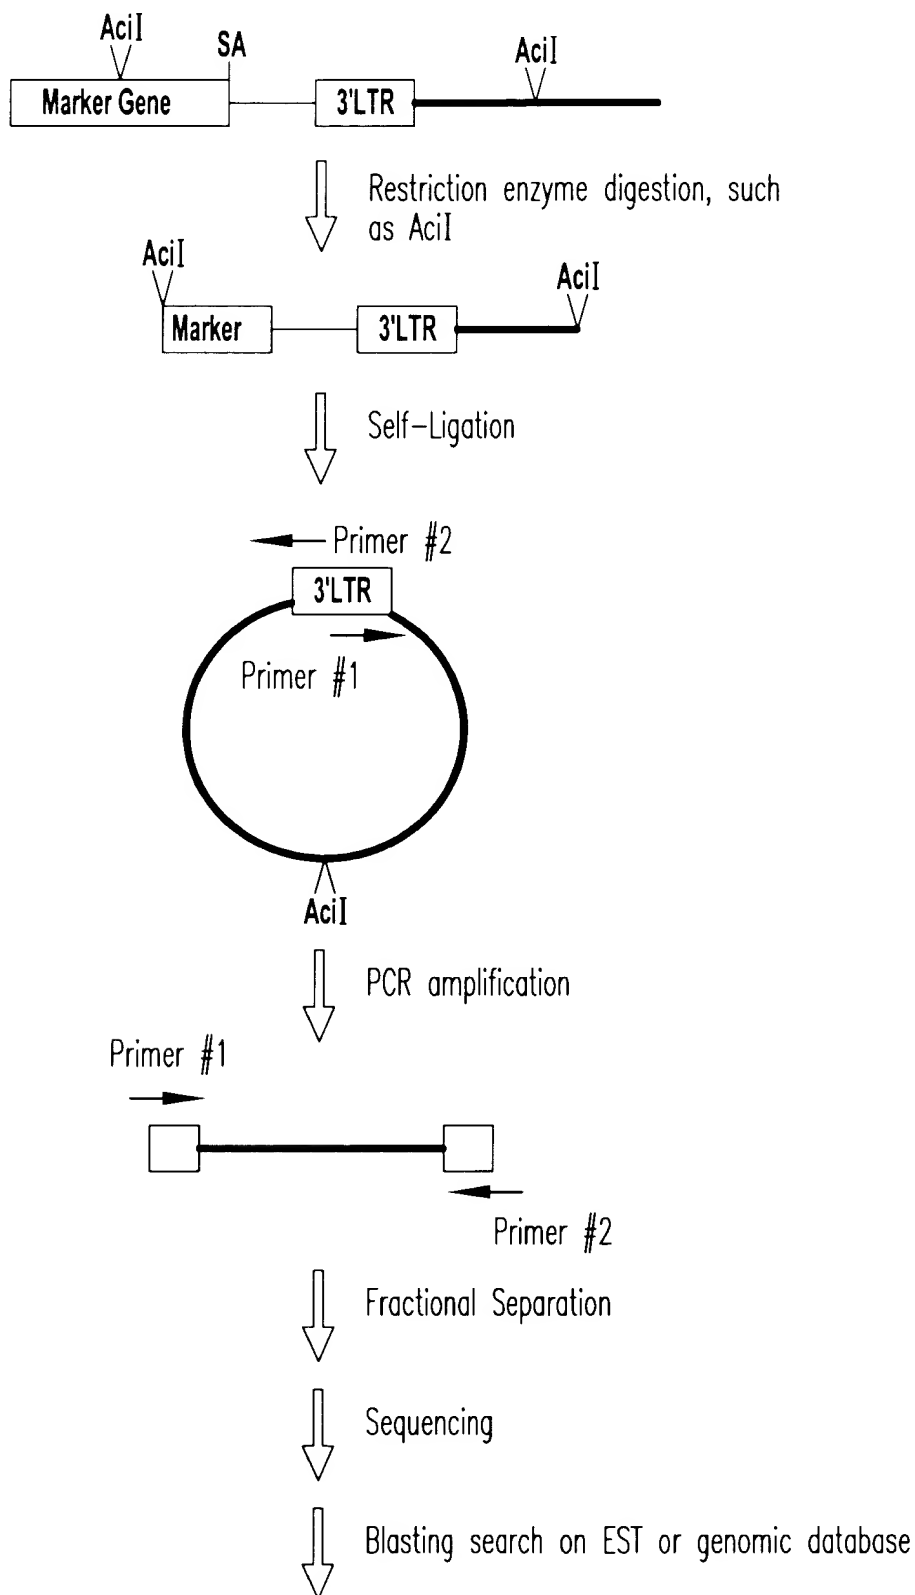 AciI
SA
AciI
Marker Gene
3'LTR
Restriction enzyme digestion, such
as AciI
AciI
AciI
Marker
3'LTR
Self-Ligation
Primer #2
3'LTR
Primer #1
AciI
PCR amplification
Primer #1
Primer #2
Fractional Separation
Sequencing
Blasting search on EST or genomic database